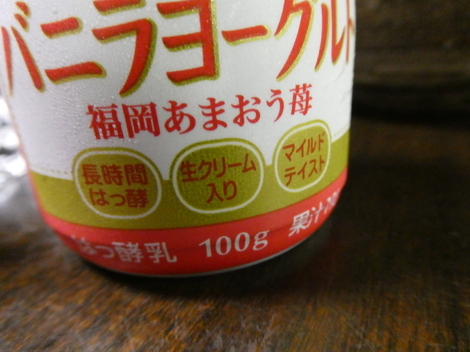 バニラヨーグルト
福岡あまおう苺
長時間
はっ酵
生クリーム
入り
マイルド
テイスト
はっ酵乳 100g 果汁